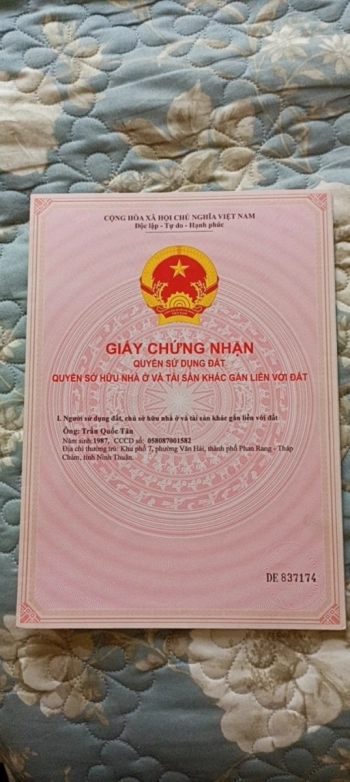 CỘNG HÒA XÃ HỘI CHỦ NGHĨA VIỆT NAM
Độc lập - Tự do - Hạnh phúc
GIẤY CHỨNG NHẬN
QUYỀN SỬ DỤNG ĐẤT
QUYỀN SỞ HỮU NHÀ Ở VÀ TÀI SẢN KHÁC GẮN LIỀN VỚI ĐẤT
I. Người sử dụng đất, chủ sở hữu nhà ở và tài sản khác gắn liền với đất
Ông: Trần Quốc Tân
Năm sinh: 1987, CCCD số: 058087001582
Địa chỉ thường trú: Khu phố 7, phường Văn Hải, thành phố Phan Rang - Tháp
Chàm, tỉnh Ninh Thuận.
DE 837174